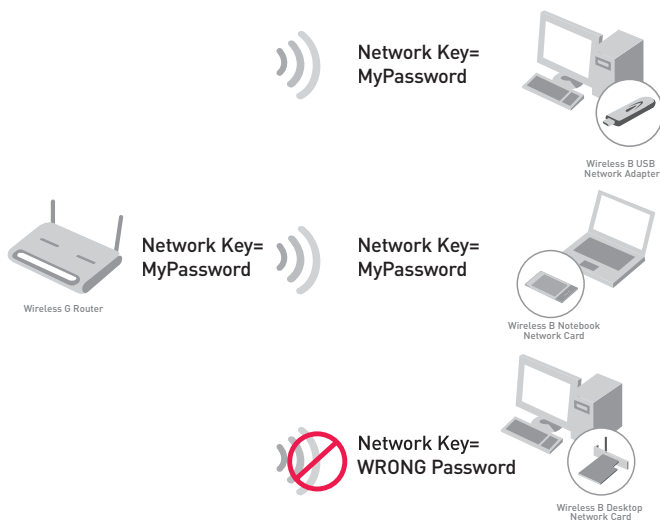 Network Key=
MyPassword
Wireless B USB
Network Adapter
Wireless G Router
Network Key=
MyPassword
Network Key=
MyPassword
Wireless B Notebook
Network Card
Network Key=
WRONG Password
Wireless B Desktop
Network Card